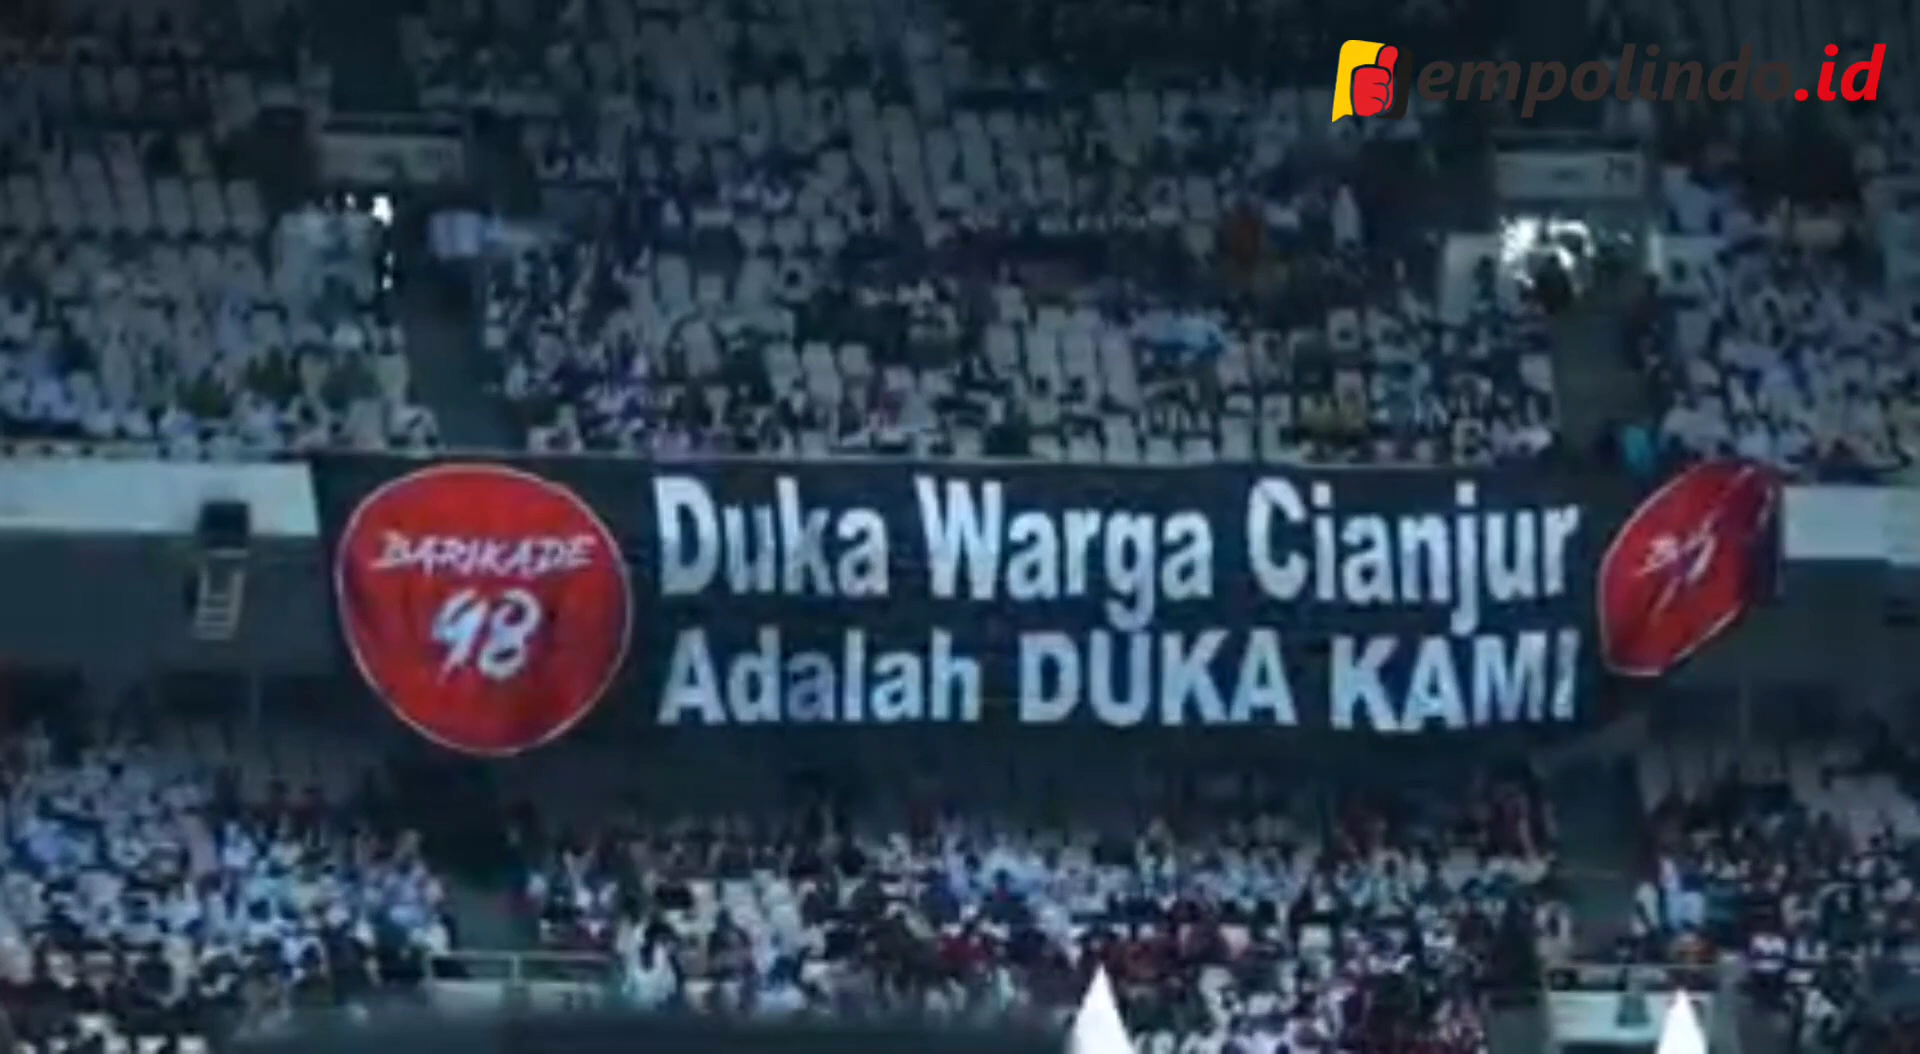 empolindo.id
BARIKADE
98
Duka Warga Cianjur
Adalah DUKA KAMI